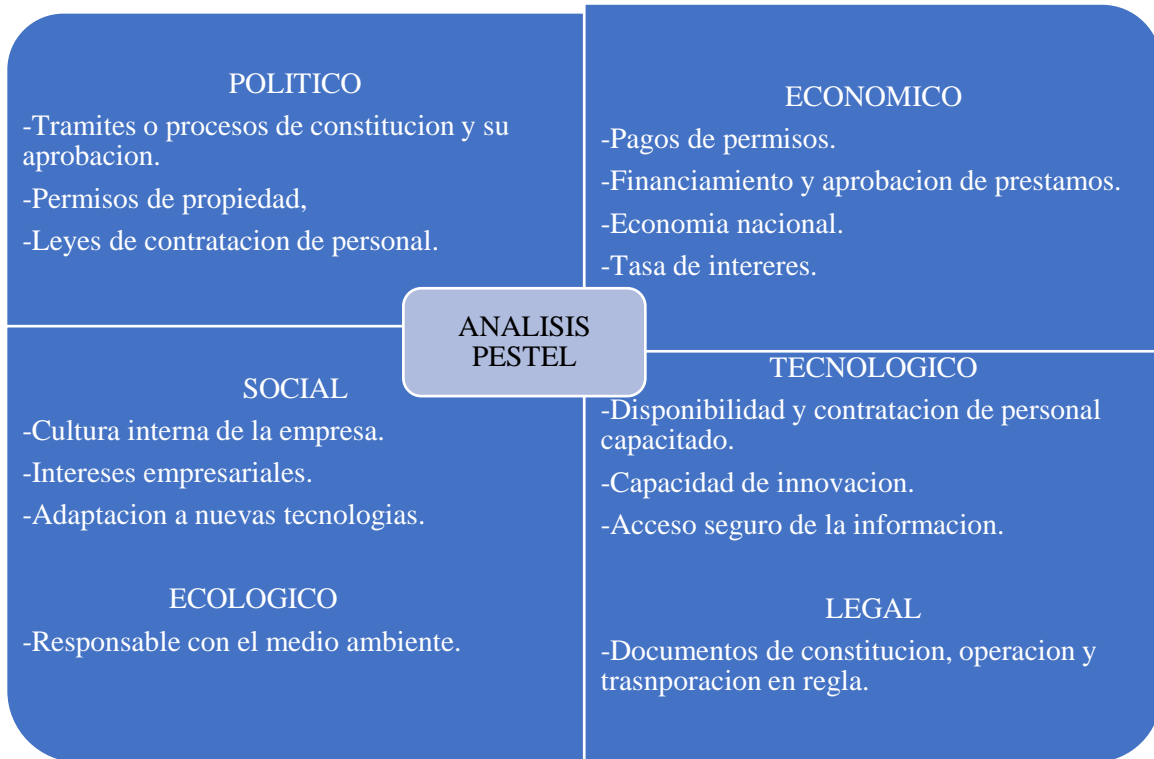 POLITICO
-Tramites o procesos de constitucion y su
aprobacion.
-Permisos de propiedad,
-Leyes de contratacion de personal.
ECONOMICO
-Pagos de permisos.
-Financiamiento y aprobacion de prestamos.
-Economia nacional.
-Tasa de intereres.
ANALISIS
PESTEL
SOCIAL
-Cultura interna de la empresa.
-Intereses empresariales.
-Adaptacion a nuevas tecnologias.
ECOLOGICO
-Responsable con el medio ambiente.
TECNOLOGICO
-Disponibilidad y contratacion de personal
capacitado.
-Capacidad de innovacion.
-Acceso seguro de la informacion.
LEGAL
-Documentos de constitucion, operacion y
trasnporacion en regla.